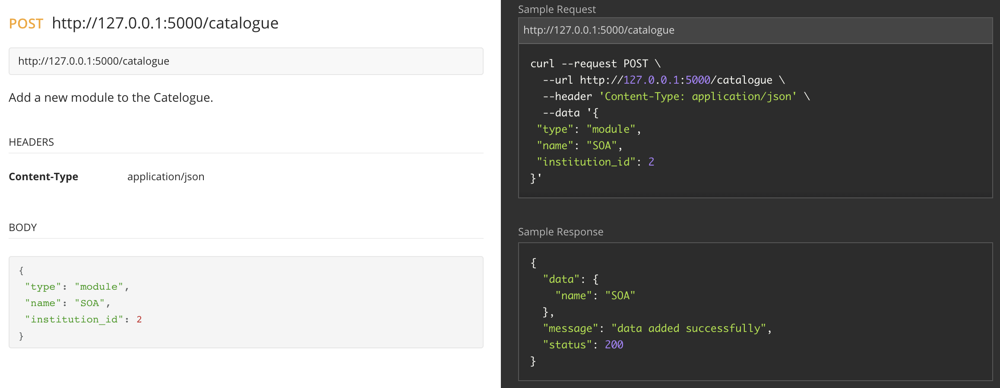 POST http://127.0.0.1:5000/catalogue
http://127.0.0.1:5000/catalogue
Add a new module to the Catelogue.
HEADERS
Content-Type application/json
BODY
{
"type": "module",
"name": "SOA",
"institution_id": 2
}
Sample Request
http://127.0.0.1:5000/catalogue
curl --request POST \
--url http://127.0.0.1:5000/catalogue \
--header 'Content-Type: application/json' \
--data '{
"type": "module",
"name": "SOA",
"institution_id": 2
}'
Sample Response
{
"data": {
"name": "SOA"
},
"message": "data added successfully",
"status": 200
}